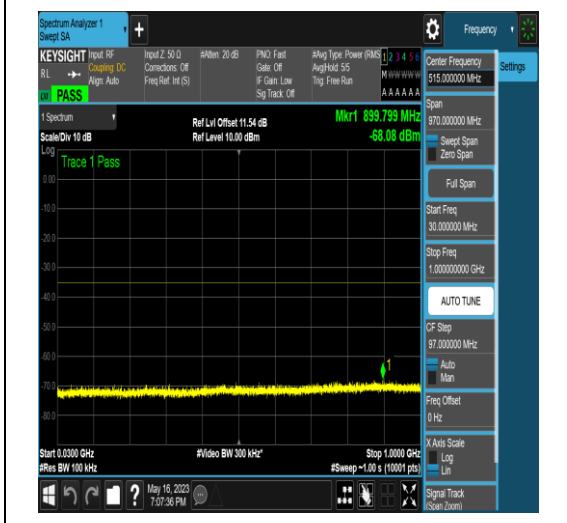 Spectrum Analyzer 1
Swept SA
+
Frequency
KEYSIGHT
RL
Input: RF
Coupling: DC
Align: Auto
Input Z: 50 Ω
Corrections: Off
Freq Ref: Int (S)
#Atten: 20 dB
PNO: Fast
Gate: Off
IF Gain: Low
Sig Track: Off
#Avg Type: Power (RMS
Avg|Hold: 5/5
Trig: Free Run
1 2 3 4 5 6
M W W W W W
A A A A A A
PASS
1 Spectrum
Scale/Div 10 dB
Ref Lvl Offset 11.54 dB
Ref Level 10.00 dBm
Mkr1 899.799 MHz
-68.08 dBm
Log
Trace 1 Pass
0.00
-10.0
-20.0
-30.0
-40.0
-50.0
-60.0
-70.0
-80.0
1
Start 0.0300 GHz
#Res BW 100 kHz
#Video BW 300 kHz*
Stop 1.0000 GHz
#Sweep ~1.00 s (10001 pts)
?
May 16, 2023
7:07:36 PM
Center Frequency
515.000000 MHz
Settings
Span
970.000000 MHz
Swept Span
Zero Span
Full Span
Start Freq
30.000000 MHz
Stop Freq
1.000000000 GHz
AUTO TUNE
CF Step
97.000000 MHz
Auto
Man
Freq Offset
0 Hz
X Axis Scale
Log
Lin
Signal Track
(Span Zoom)